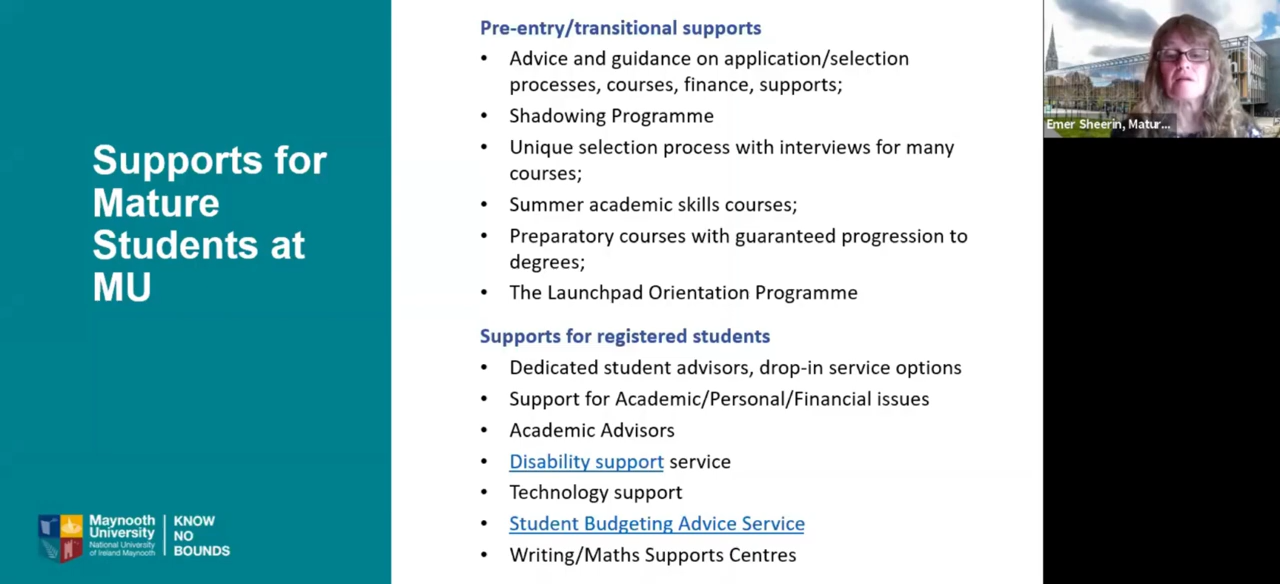 Supports for
Mature
Students at
MU
Maynooth
University
National University
of Ireland Maynooth
KNOW
NO
BOUNDS
Pre-entry/transitional supports
• Advice and guidance on application/selection
processes, courses, finance, supports;
• Shadowing Programme
• Unique selection process with interviews for many
courses;
• Summer academic skills courses;
• Preparatory courses with guaranteed progression to
degrees;
• The Launchpad Orientation Programme
Supports for registered students
• Dedicated student advisors, drop-in service options
• Support for Academic/Personal/Financial issues
• Academic Advisors
• Disability support service
• Technology support
• Student Budgeting Advice Service
• Writing/Maths Supports Centres
Emer Sheerin, Matur...